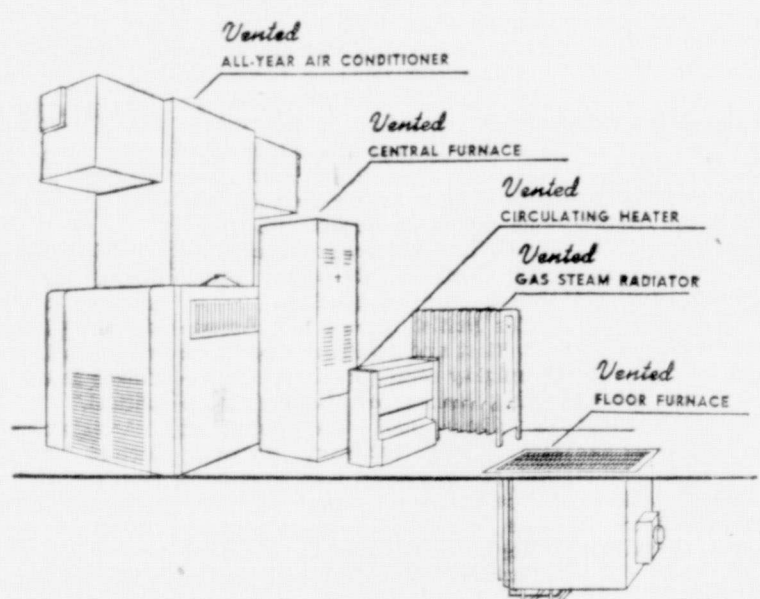 Vented
ALL-YEAR AIR CONDITIONER
Vented
CENTRAL FURNACE
Vented
CIRCULATING HEATER
Vented
GAS STEAM RADIATOR
Vented
FLOOR FURNACE